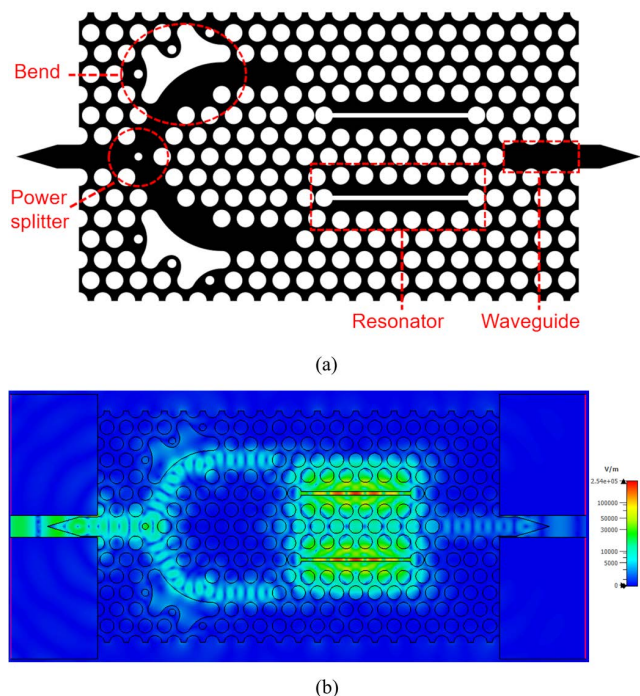 Bend
Power
splitter
Resonator
Waveguide
(a)
V/m
2.54e+05
100000
50000
30000
10000
5000
0
(b)